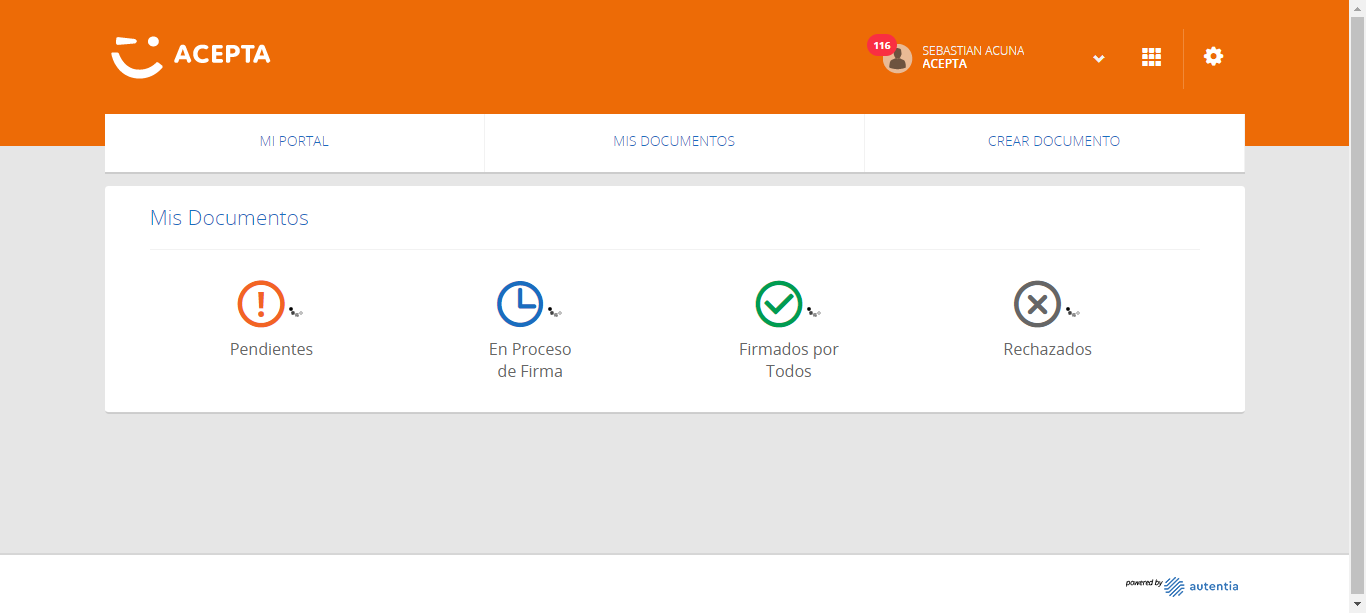 ACEPTA
116
SEBASTIAN ACUNA
ACEPTA
MI PORTAL
MIS DOCUMENTOS
CREAR DOCUMENTO
Mis Documentos
Pendientes
En Proceso
de Firma
Firmados por
Todos
Rechazados
powered by autentia